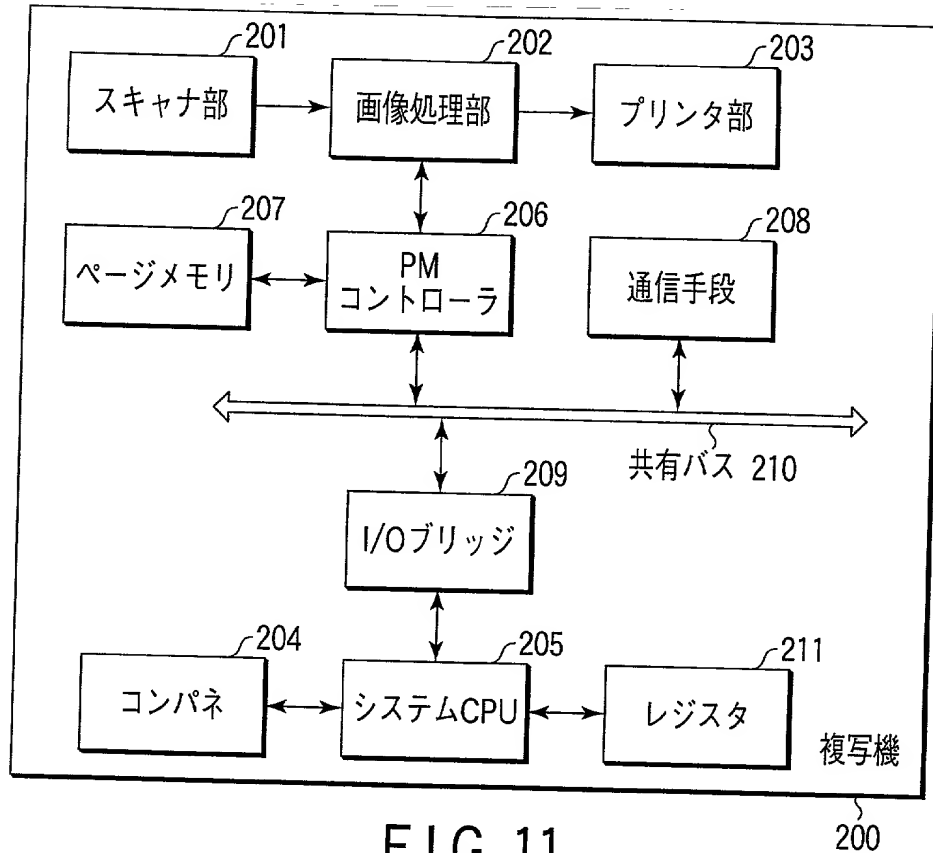 201
スキャナ部
202
画像処理部
203
プリンタ部
207
ページメモリ
206
PM
コントローラ
208
通信手段
共有バス 210
209
I/Oブリッジ
204
コンパネ
205
システムCPU
211
レジスタ
複写機
200
FIG. 11